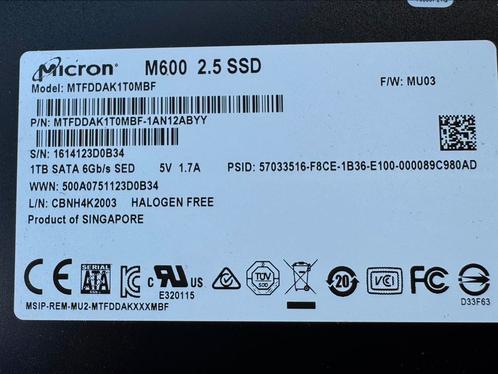 Micron M600 2.5 SSD
Model: MTFDDAK1T0MBF
F/W: MU03
P/N: MTFDDAK1T0MBF-1AN12ABYY
S/N: 1614123D0B34
1TB SATA 6Gb/s SED 5V 1.7A PSID: 57033516-F8CE-1B36-E100-000089C980AD
WWN: 500A0751123D0B34
L/N: CBNH4K2003 HALOGEN FREE
Product of SINGAPORE
CE SERIAL ATA c US TÜV 20 VCI FC
E320115
D33F63
MSIP-REM-MU2-MTFDDAKXXXMBF